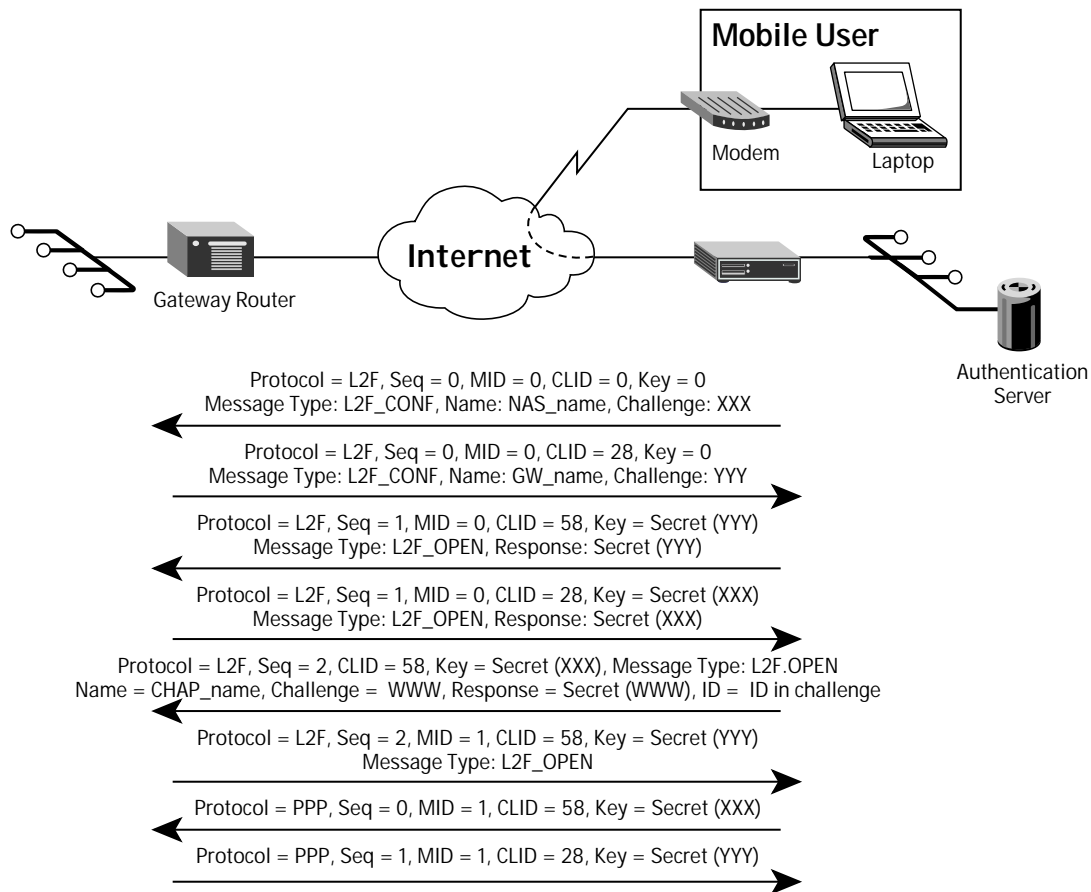 Mobile User
Modem
Laptop
Internet
Gateway Router
Authentication
Server
Protocol = L2F, Seq = 0, MID = 0, CLID = 0, Key = 0
Message Type: L2F_CONF, Name: NAS_name, Challenge: XXX
Protocol = L2F, Seq = 0, MID = 0, CLID = 28, Key = 0
Message Type: L2F_CONF, Name: GW_name, Challenge: YYY
Protocol = L2F, Seq = 1, MID = 0, CLID = 58, Key = Secret (YYY)
Message Type: L2F_OPEN, Response: Secret (YYY)
Protocol = L2F, Seq = 1, MID = 0, CLID = 28, Key = Secret (XXX)
Message Type: L2F_OPEN, Response: Secret (XXX)
Protocol = L2F, Seq = 2, CLID = 58, Key = Secret (XXX), Message Type: L2F.OPEN
Name = CHAP_name, Challenge = WWW, Response = Secret (WWW), ID = ID in challenge
Protocol = L2F, Seq = 2, MID = 1, CLID = 58, Key = Secret (YYY)
Message Type: L2F_OPEN
Protocol = PPP, Seq = 0, MID = 1, CLID = 58, Key = Secret (XXX)
Protocol = PPP, Seq = 1, MID = 1, CLID = 28, Key = Secret (YYY)